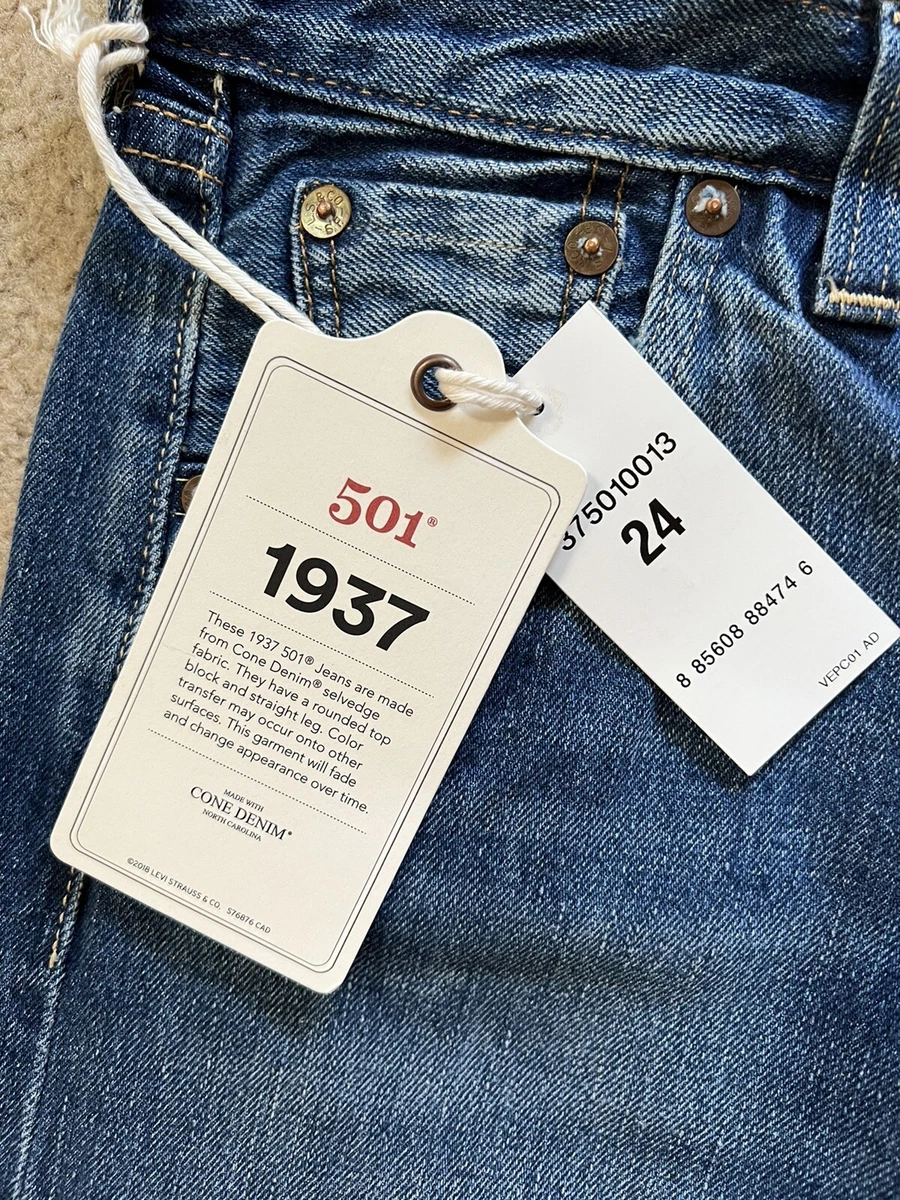 501®
1937
These 1937 501® Jeans are made
from Cone Denim® selvedge
fabric. They have a rounded top
block and straight leg. Color
transfer may occur onto other
surfaces. This garment will fade
and change appearance over time.
MADE WITH
CONE DENIM®
NORTH CAROLINA
©2018 LEVI STRAUSS & CO. S76876 CAD
375010013
24
8 85608 88474 6
VEPC01 AD